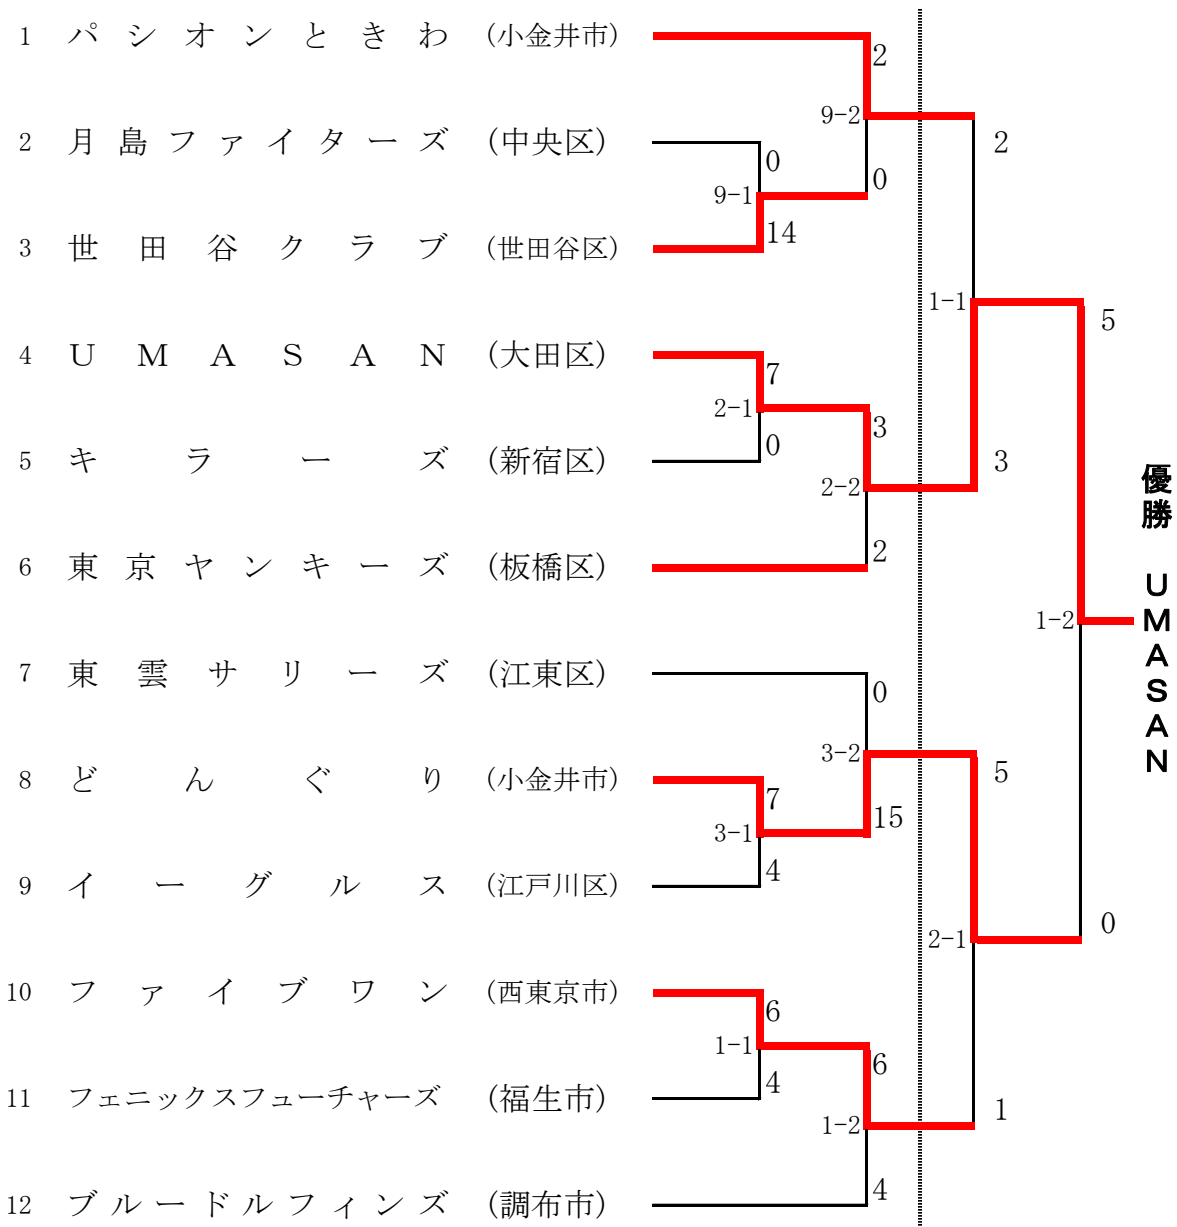 1 パシオンときわ (小金井市)
2
9-2
2 月島ファイターズ (中央区)
2
0
0
9-1
14
3 世田谷クラブ (世田谷区)
1-1
5
4 UMASAN (大田区)
7
2-1
3
0
3
5 キラーズ (新宿区)
2-2
2
6 東京ヤンキーズ (板橋区)
優勝 UMASAN
1-2
7 東雲サリーズ (江東区)
0
3-2
5
8 どんぐり (小金井市)
7
15
3-1
4
9 イーグルス (江戸川区)
0
2-1
10 ファイブワン (西東京市)
6
1-1
6
4
11 フェニックスフューチャーズ (福生市)
1
1-2
4
12 ブルードルフィンズ (調布市)